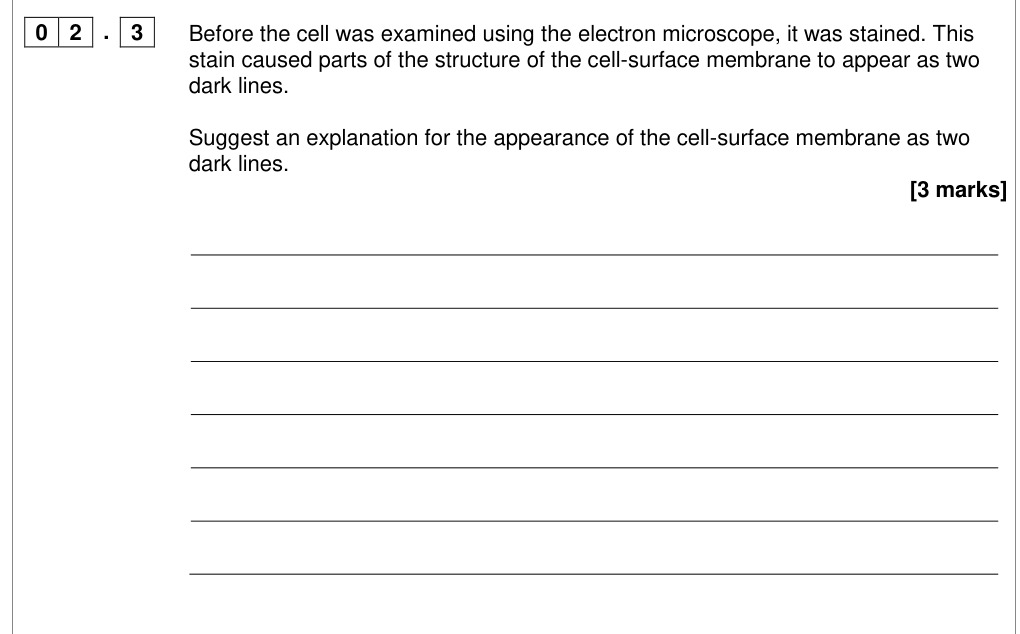 0 2 . 3 Before the cell was examined using the electron microscope, it was stained. This
stain caused parts of the structure of the cell-surface membrane to appear as two
dark lines.
Suggest an explanation for the appearance of the cell-surface membrane as two
dark lines.
[3 marks]